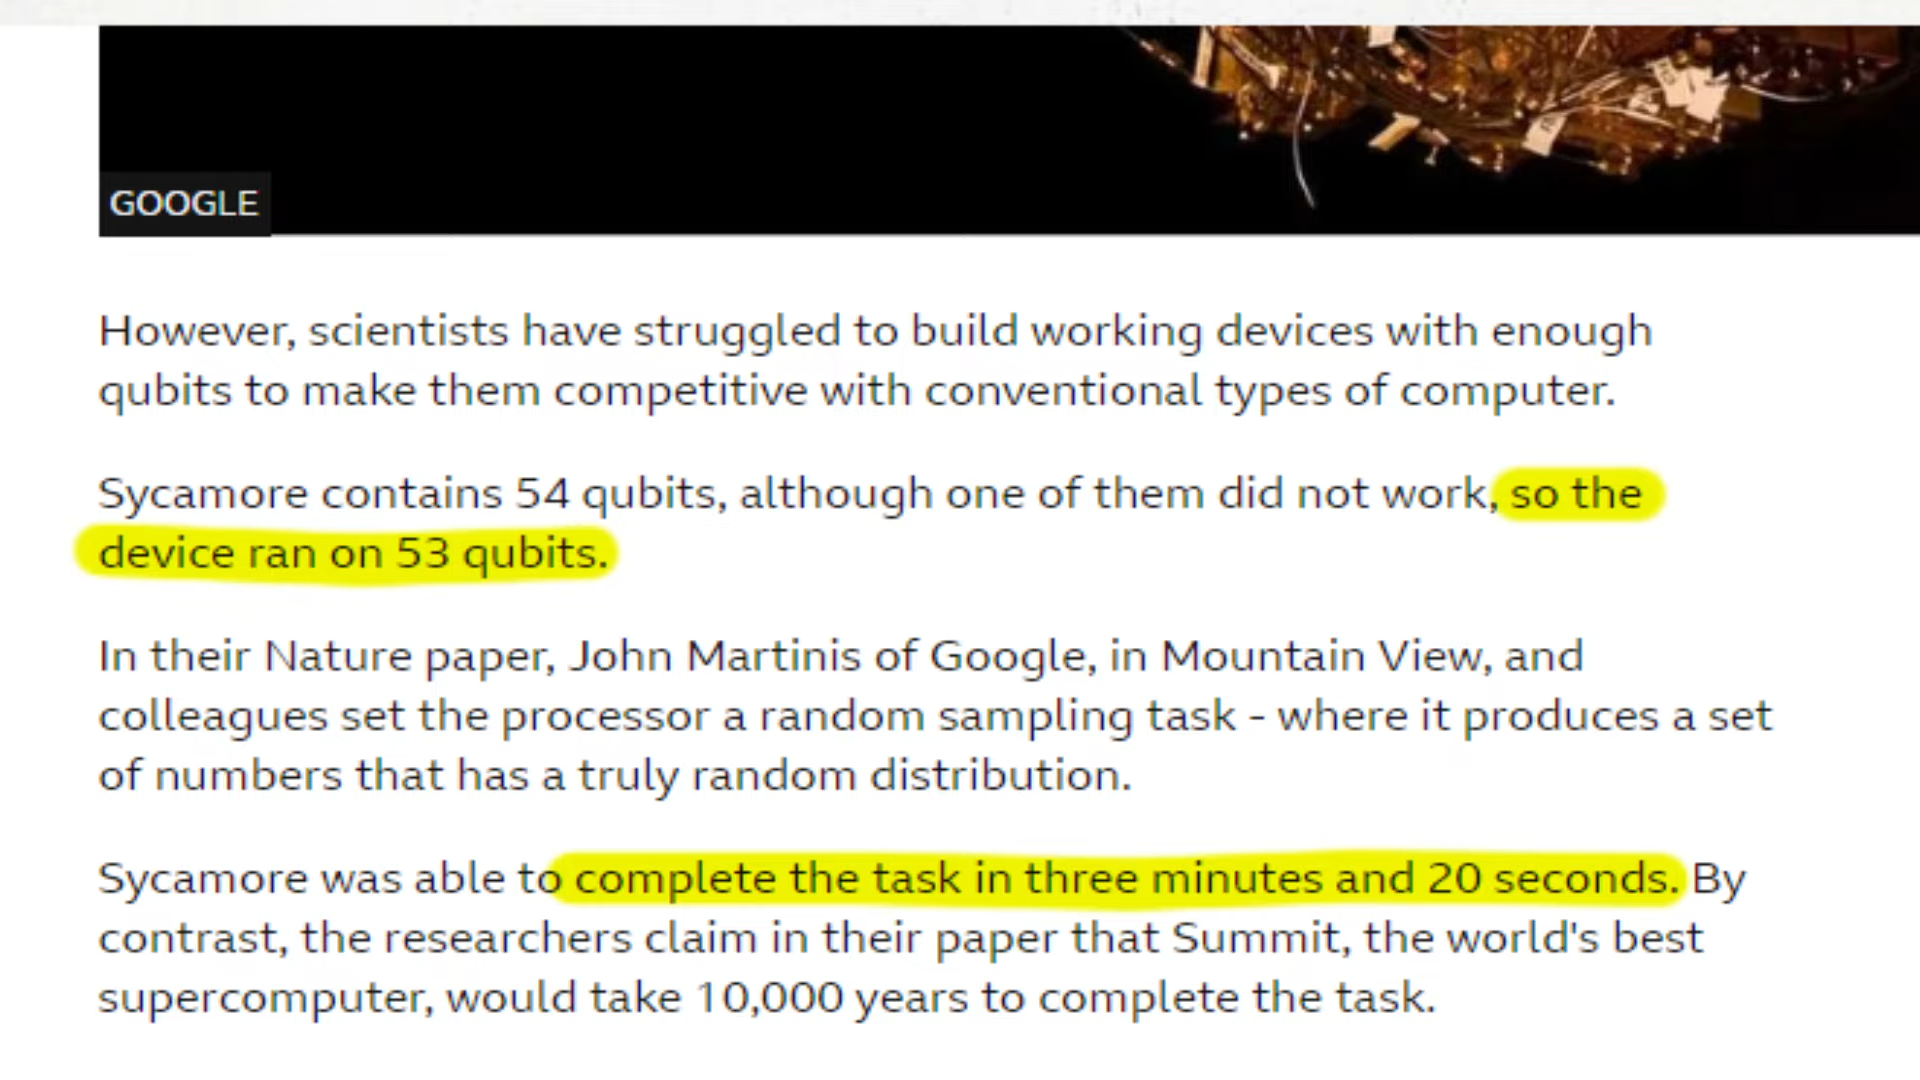 GOOGLE
However, scientists have struggled to build working devices with enough
qubits to make them competitive with conventional types of computer.
Sycamore contains 54 qubits, although one of them did not work, so the
device ran on 53 qubits.
In their Nature paper, John Martinis of Google, in Mountain View, and
colleagues set the processor a random sampling task - where it produces a set
of numbers that has a truly random distribution.
Sycamore was able to complete the task in three minutes and 20 seconds. By
contrast, the researchers claim in their paper that Summit, the world's best
supercomputer, would take 10,000 years to complete the task.